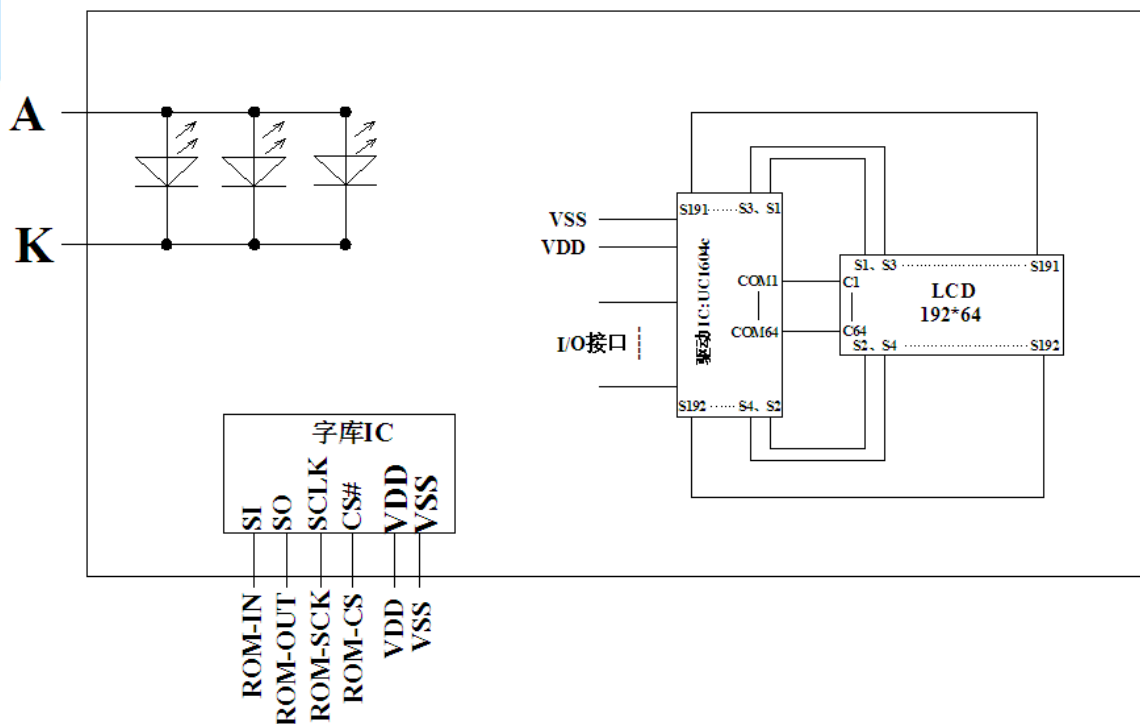 A
K
VSS
VDD
I/O接口
驱动IC:UC1604c
S191······S3、S1
COM1
COM64
S192······S4、S2
S1、S3 ························ S191
C1
LCD
192*64
C64
S2、S4 ························ S192
字库IC
SI
SO
SCLK
CS#
VDD
VSS
ROM-IN
ROM-OUT
ROM-SCK
ROM-CS
VDD
VSS